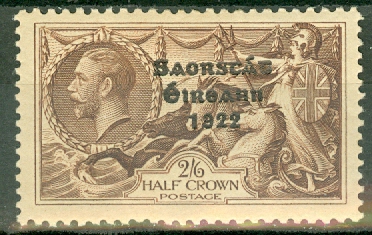 Saorstát
Éireann
1922
2/6
HALF CROWN
POSTAGE